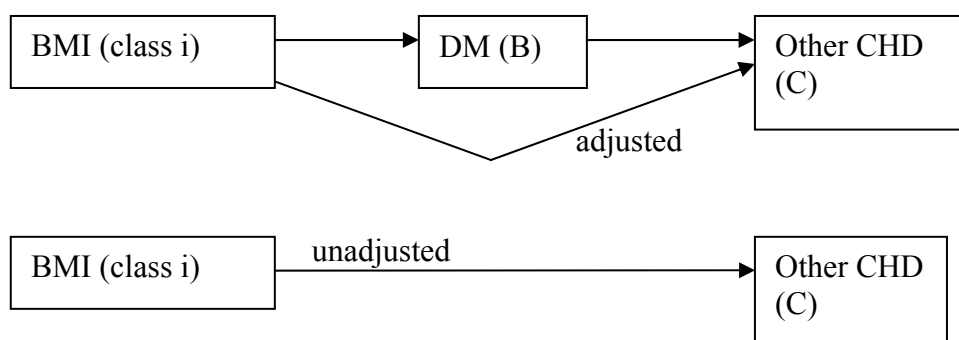 BMI (class i)
DM (B)
Other CHD
(C)
adjusted
BMI (class i)
unadjusted
Other CHD
(C)